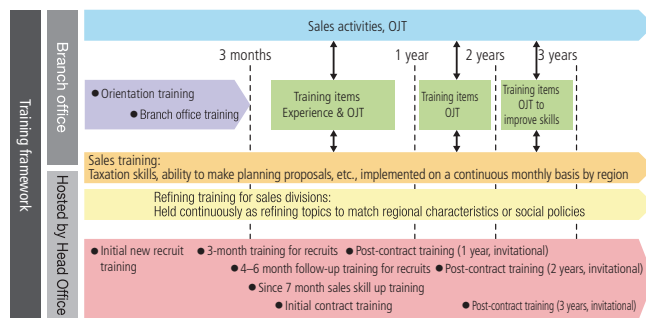 Training framework
Branch office
Hosted by Head Office
Sales activities, OJT
3 months
1 year
2 years
3 years
● Orientation training
● Branch office training
Training items
Experience & OJT
Training items
OJT
Training items
OJT to
improve skills
Sales training:
Taxation skills, ability to make planning proposals, etc., implemented on a continuous monthly basis by region
Refining training for sales divisions:
Held continuously as refining topics to match regional characteristics or social policies
● Initial new recruit
training
● 3-month training for recruits
● Post-contract training (1 year, invitational)
● 4–6 month follow-up training for recruits
● Post-contract training (2 years, invitational)
● Since 7 month sales skill up training
● Initial contract training
● Post-contract training (3 years, invitational)